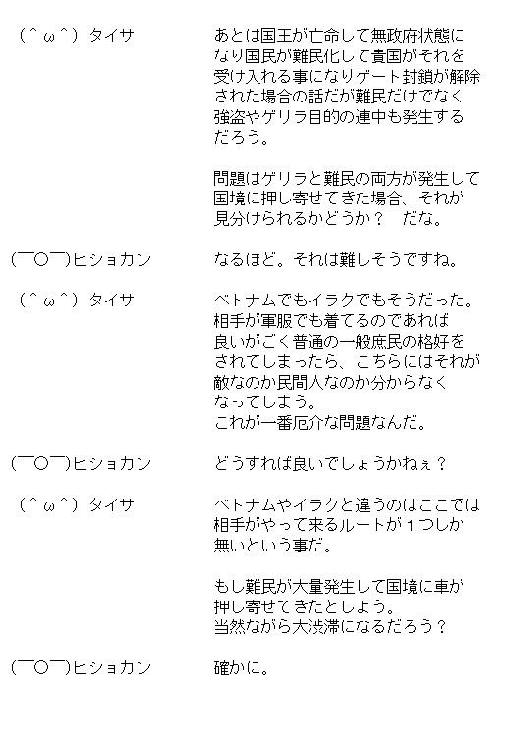 (＾ω＾) タイサ　あとは国王が亡命して無政府状態に
なり国民が難民化して貴国がそれを
受け入れる事になりゲート封鎖が解除
された場合の話だが難民だけでなく
強盗やゲリラ目的の連中も発生する
だろう。
問題はゲリラと難民の両方が発生して
国境に押し寄せてきた場合、それが
見分けられるかどうか？　だな。
(￣○￣)ヒショカン　なるほど。それは難しそうですね。
(＾ω＾) タイサ　ベトナムでもイラクでもそうだった。
相手が軍服でも着てるのであれば
良いがごく普通の一般庶民の格好を
されてしまったら、こちらにはそれが
敵なのか民間人なのか分からなく
なってしまう。
これが一番厄介な問題なんだ。
(￣○￣)ヒショカン　どうすれば良いでしょうかねぇ？
(＾ω＾) タイサ　ベトナムやイラクと違うのはここでは
相手がやって来るルートが１つしか
無いという事だ。
もし難民が大量発生して国境に車が
押し寄せてきたとしよう。
当然ながら大渋滞になるだろう？
(￣○￣)ヒショカン　確かに。